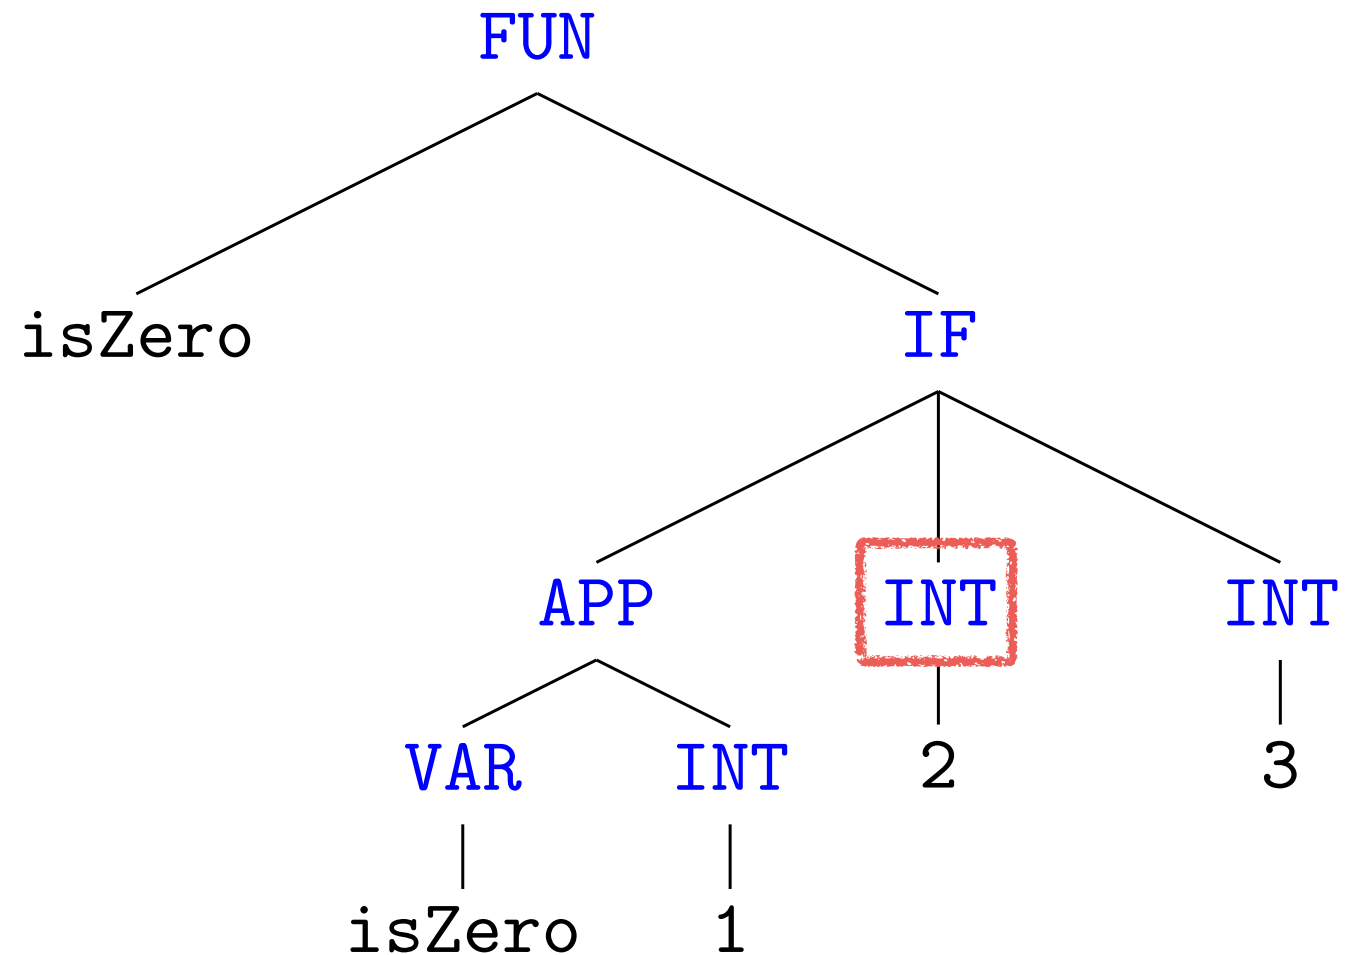 FUN
isZero IF
APP INT INT
VAR INT 2 3
isZero 1